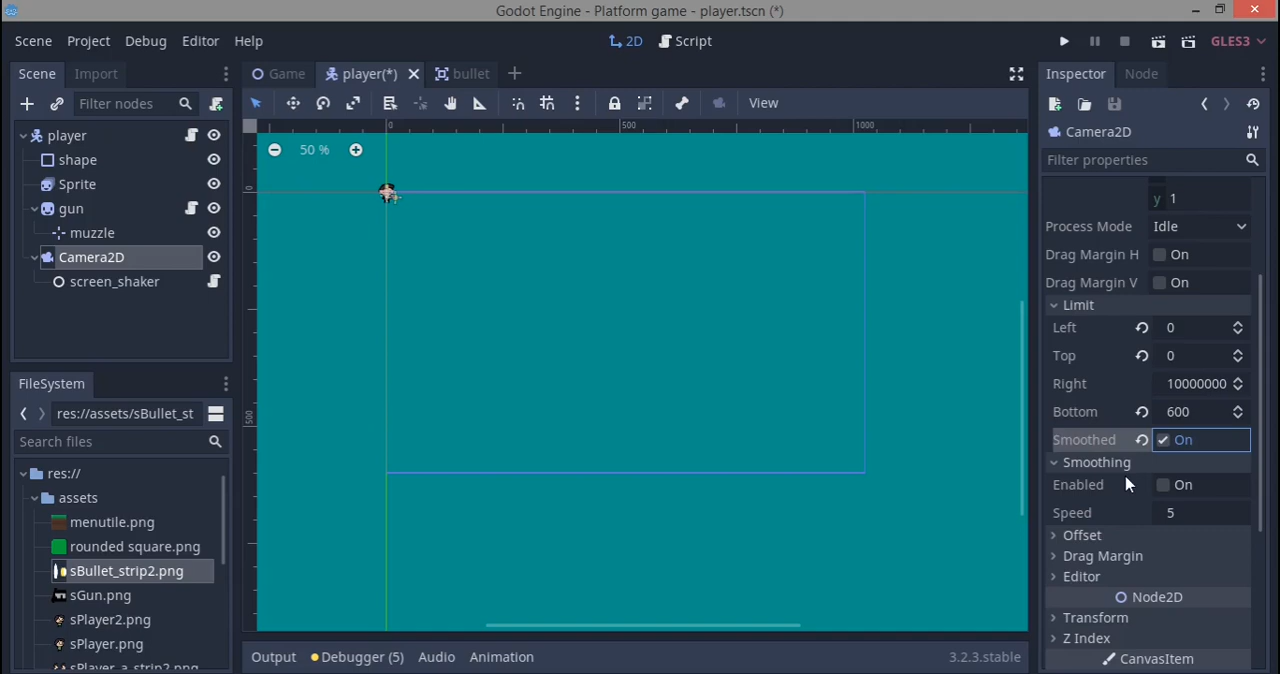 Godot Engine - Platform game - player.tscn (*)
Scene Project Debug Editor Help
2D Script
GLES3
Scene Import
Game player(*) bullet
Inspector Node
Filter nodes
View
Camera2D
Filter properties
player
shape
Sprite
gun
muzzle
Camera2D
screen_shaker
0 500 1000
50 %
0
500
y 1
Process Mode Idle
Drag Margin H On
Drag Margin V On
Limit
Left 0
Top 0
Right 10000000
Bottom 600
Smoothed On
Smoothing
Enabled On
Speed 5
Offset
Drag Margin
Editor
Node2D
Transform
Z Index
CanvasItem
FileSystem
res://assets/sBullet_st
Search files
res://
assets
menutile.png
rounded square.png
sBullet_strip2.png
sGun.png
sPlayer2.png
sPlayer.png
sPlayer_a_strip2.png
Output Debugger (5) Audio Animation 3.2.3.stable